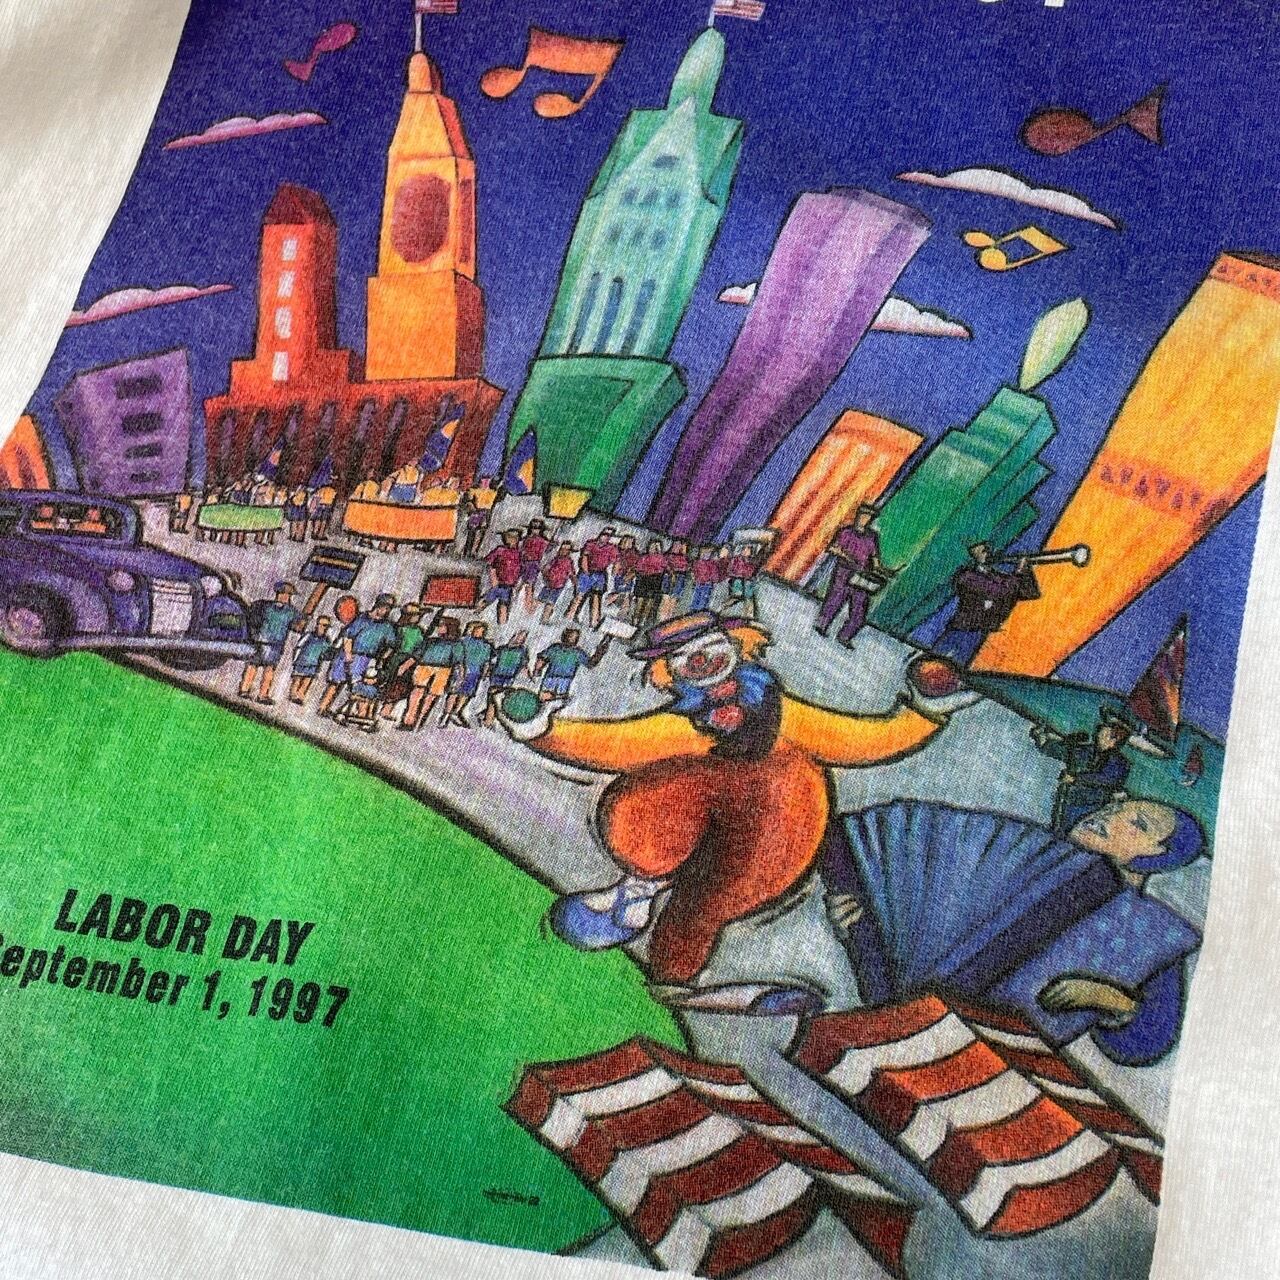 LABOR DAY
eptember 1, 1997